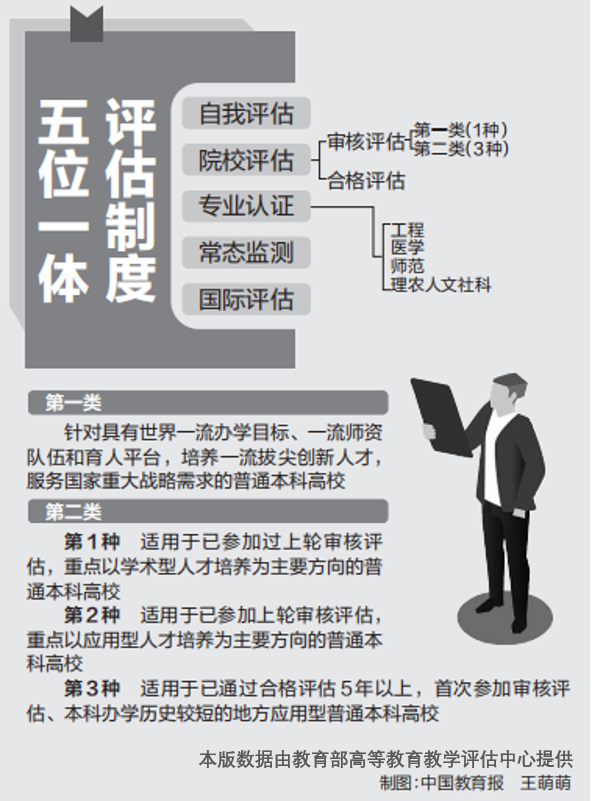 五位一体
评估制度
自我评估
院校评估
专业认证
常态监测
国际评估
审核评估
第一类(1种)
第二类(3种)
合格评估
工程
医学
师范
理农人文社科
第一类
针对具有世界一流办学目标、一流师资
队伍和育人平台，培养一流拔尖创新人才，
服务国家重大战略需求的普通本科高校
第二类
第1种 适用于已参加过上轮审核评
估，重点以学术型人才培养为主要方向的普
通本科高校
第2种 适用于已参加上轮审核评估，
重点以应用型人才培养为主要方向的普通本
科高校
第3种 适用于已通过合格评估5年以上，首次参加审核评
估、本科办学历史较短的地方应用型普通本科高校
本版数据由教育部高等教育教学评估中心提供
制图：中国教育报 王萌萌